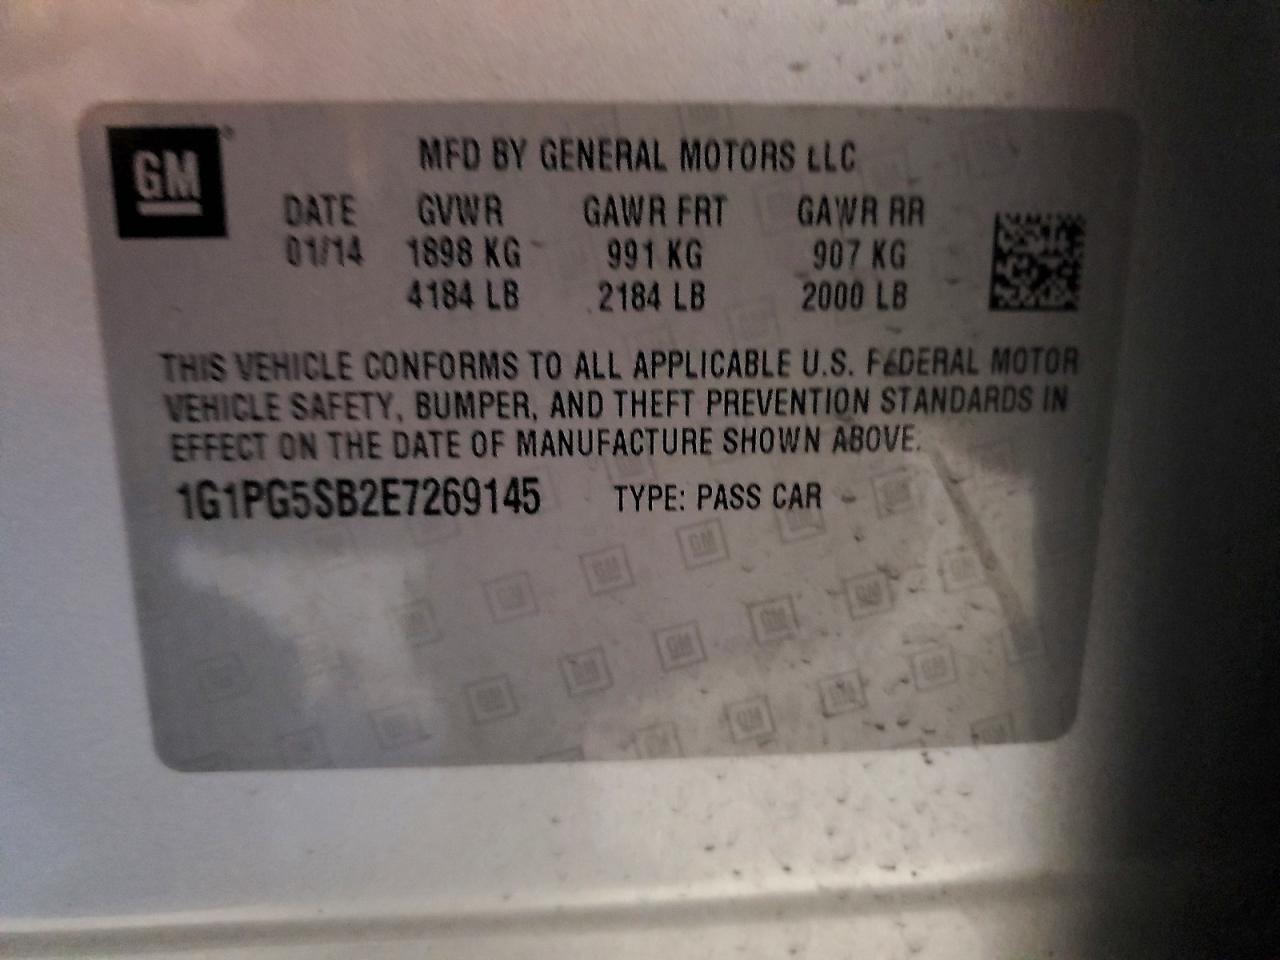 GM
MFD BY GENERAL MOTORS LLC
DATE GVWR GAWR FRT GAWR RR
01/14 1898 KG 991 KG 907 KG
4184 LB 2184 LB 2000 LB
THIS VEHICLE CONFORMS TO ALL APPLICABLE U.S. FEDERAL MOTOR
VEHICLE SAFETY, BUMPER, AND THEFT PREVENTION STANDARDS IN
EFFECT ON THE DATE OF MANUFACTURE SHOWN ABOVE.
1G1PG5SB2E7269145 TYPE: PASS CAR